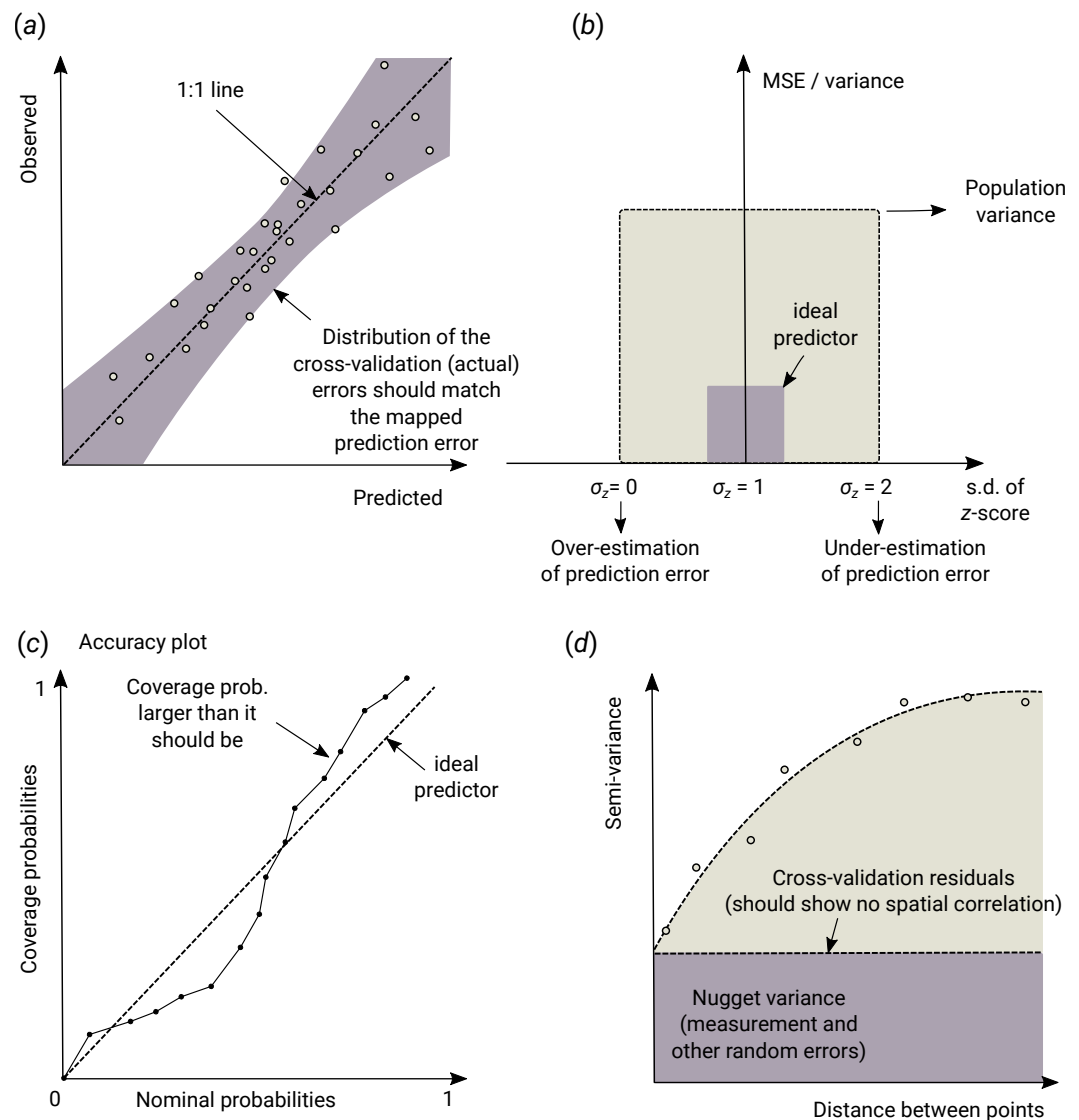 (a)
Observed
1:1 line
Distribution of the
cross-validation (actual)
errors should match
the mapped
prediction error
Predicted
(b)
MSE / variance
Population
variance
ideal
predictor
σz= 0
σz = 1
σz = 2
s.d. of
z-score
Over-estimation
of prediction error
Under-estimation
of prediction error
(c)
Accuracy plot
1
Coverage prob.
larger than it
should be
ideal
predictor
Coverage probabilities
0
Nominal probabilities
1
(d)
Semi-variance
Cross-validation residuals
(should show no spatial correlation)
Nugget variance
(measurement and
other random errors)
Distance between points